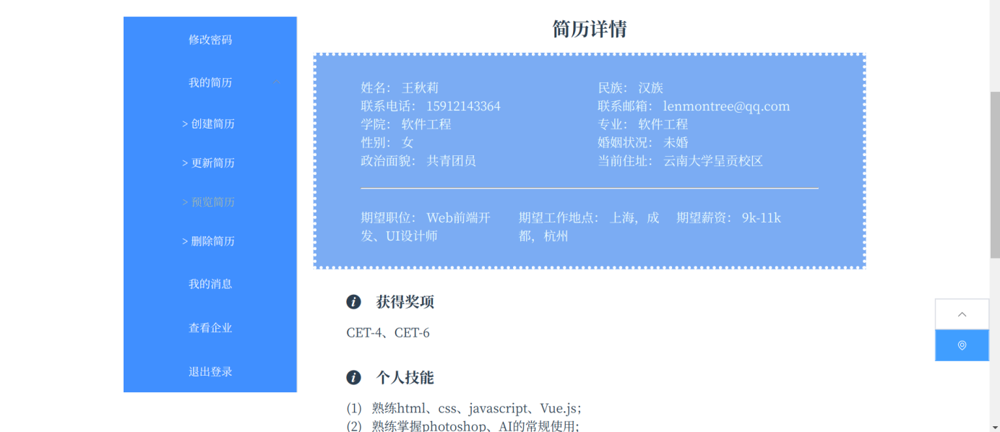 修改密码
我的简历
> 创建简历
> 更新简历
> 预览简历
> 删除简历
我的消息
查看企业
退出登录
简历详情
姓名： 王秋莉
民族： 汉族
联系电话： 15912143364
联系邮箱： lenmontree@qq.com
学院： 软件工程
专业： 软件工程
性别： 女
婚姻状况： 未婚
政治面貌： 共青团员
当前住址： 云南大学呈贡校区
期望职位： Web前端开
发、UI设计师
期望工作地点： 上海，成
都，杭州
期望薪资： 9k-11k
获得奖项
CET-4、CET-6
个人技能
(1) 熟练html、css、javascript、Vue.js；
(2) 熟练掌握photoshop、AI的常规使用;